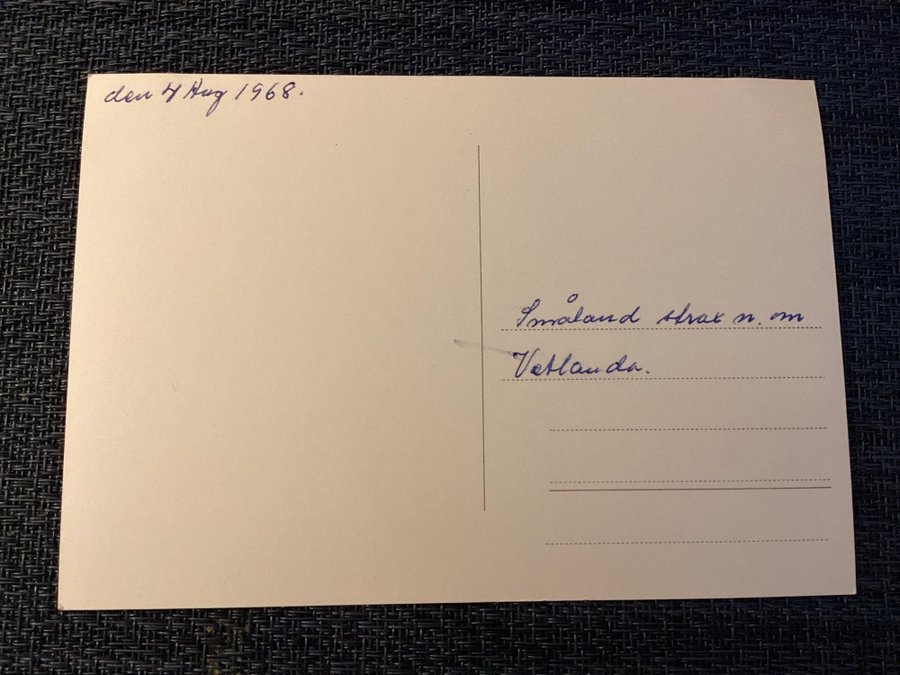 den 4 Aug 1968.
Småland strax n. om
Vetlanda.